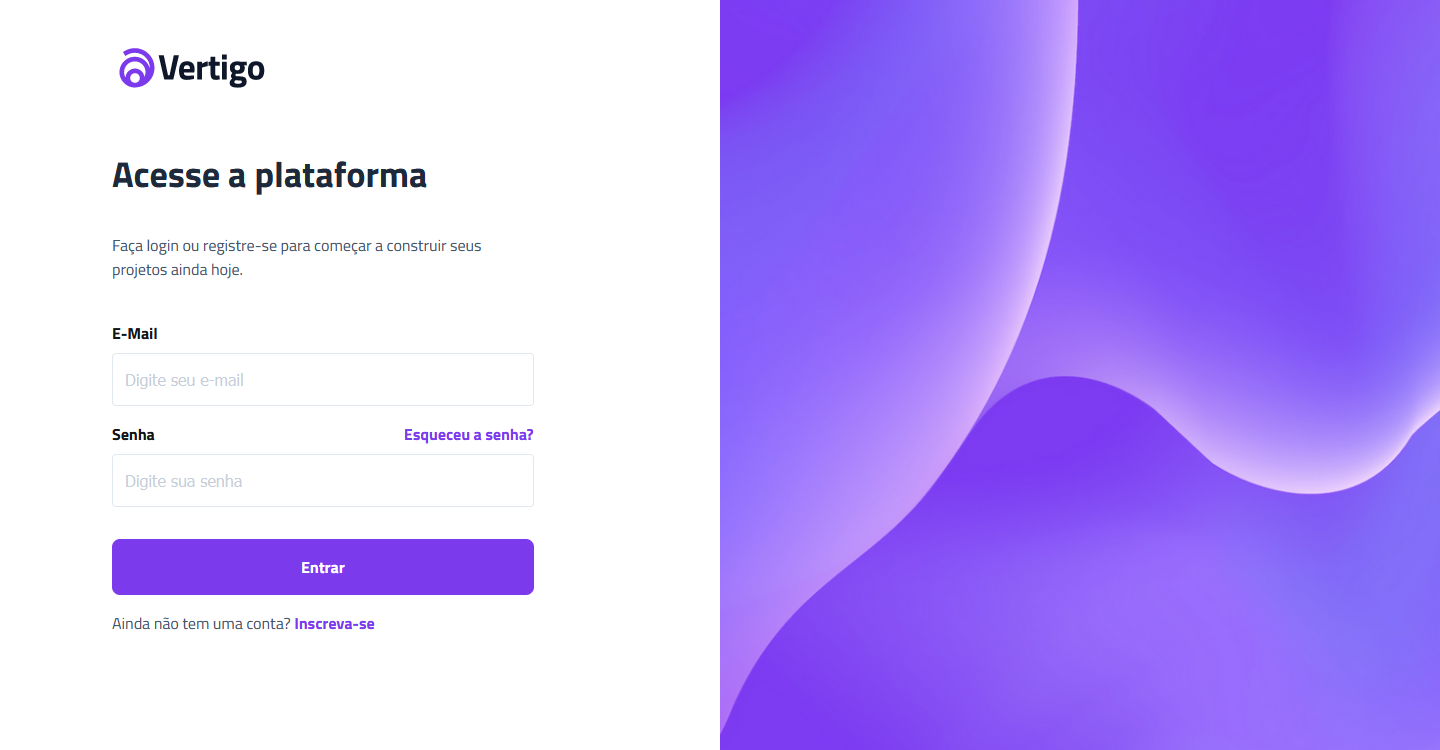 Vertigo
Acesse a plataforma
Faça login ou registre-se para começar a construir seus
projetos ainda hoje.
E-Mail
Digite seu e-mail
Senha Esqueceu a senha?
Digite sua senha
Entrar
Ainda não tem uma conta? Inscreva-se